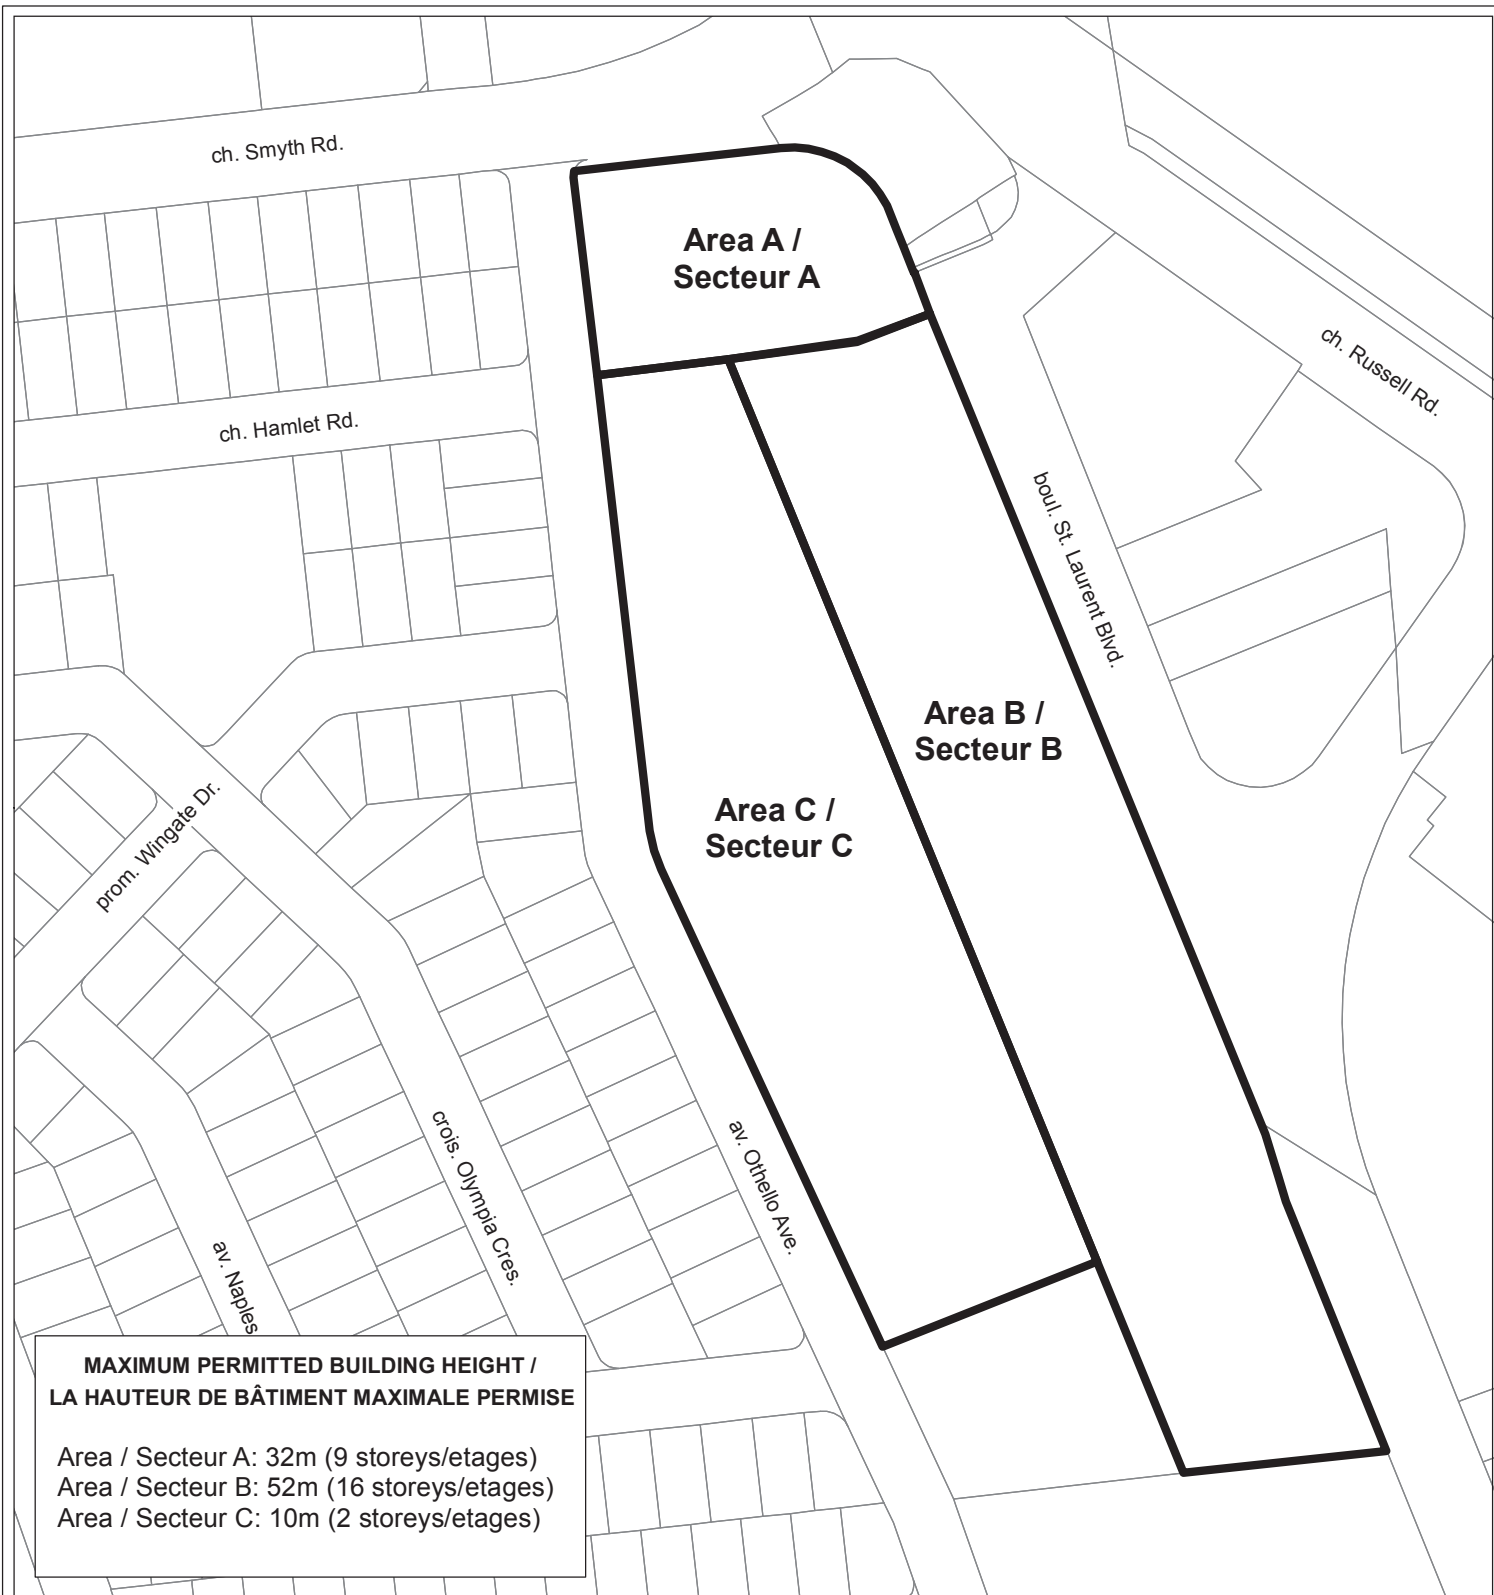 ch. Smyth Rd.
Area A /
Secteur A
ch. Russell Rd.
ch. Hamlet Rd.
boul. St. Laurent Blvd.
Area B /
Secteur B
Area C /
Secteur C
prom. Wingate Dr.
crois. Olympia Cres.
av. Othello Ave.
av. Naples
MAXIMUM PERMITTED BUILDING HEIGHT /
LA HAUTEUR DE BÂTIMENT MAXIMALE PERMISE
Area / Secteur A: 32m (9 storeys/etages)
Area / Secteur B: 52m (16 storeys/etages)
Area / Secteur C: 10m (2 storeys/etages)